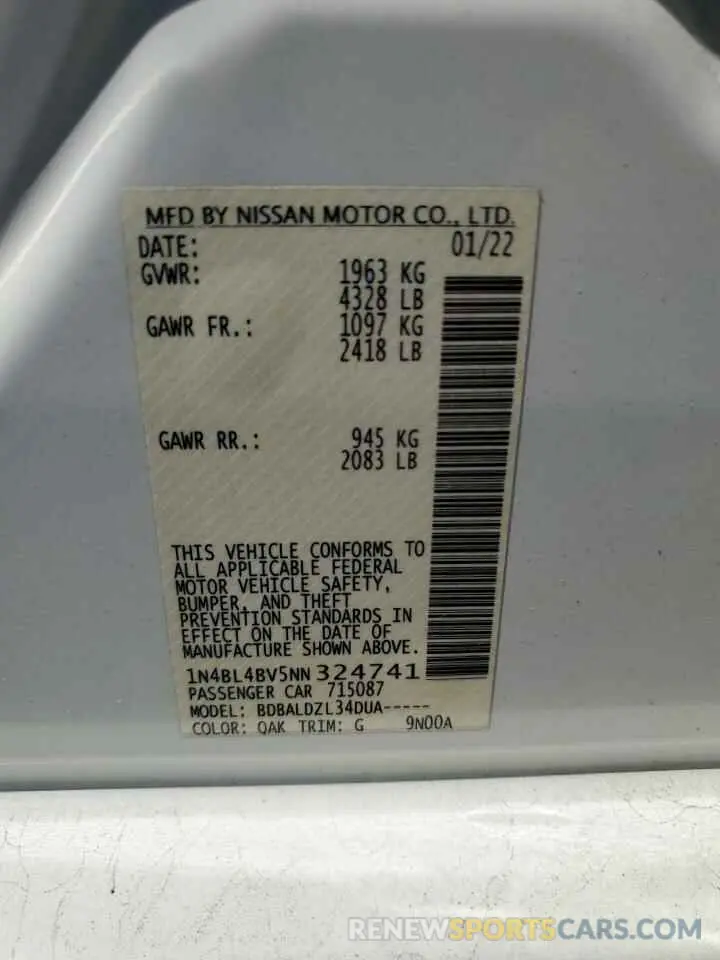 MFD BY NISSAN MOTOR CO., LTD.
DATE: 01/22
GVWR: 1963 KG
4328 LB
GAWR FR.: 1097 KG
2418 LB
GAWR RR.: 945 KG
2083 LB
THIS VEHICLE CONFORMS TO
ALL APPLICABLE FEDERAL
MOTOR VEHICLE SAFETY,
BUMPER, AND THEFT
PREVENTION STANDARDS IN
EFFECT ON THE DATE OF
MANUFACTURE SHOWN ABOVE.
1N4BL4BV5NN324741
PASSENGER CAR 715087
MODEL: BDBALDZL34DUA-----
COLOR: QAK TRIM: G 9N00A
RENEWSPORTSCARS.COM